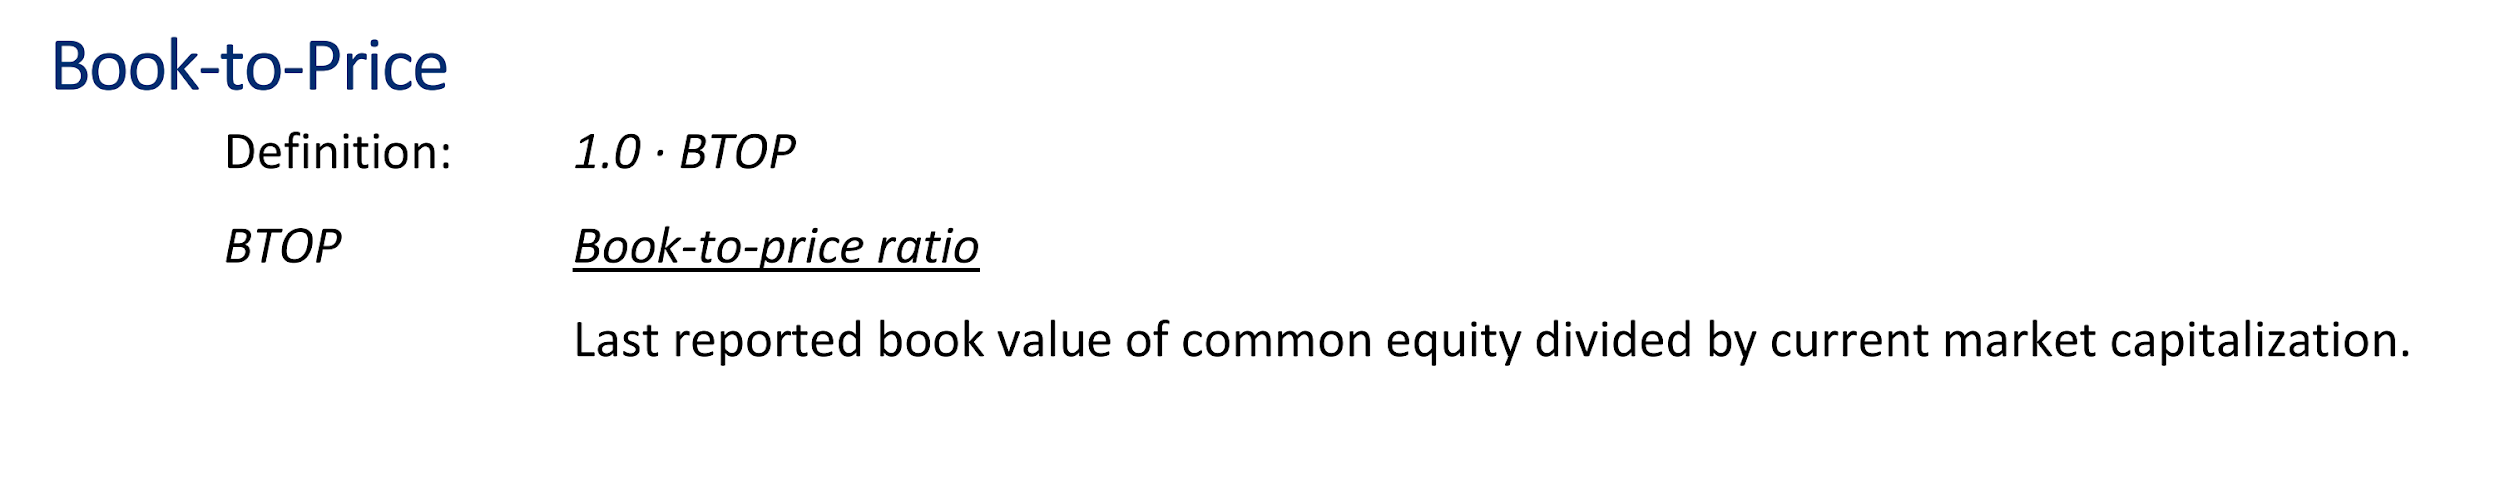 Book-to-Price
Definition: 1.0 · BTOP
BTOP Book-to-price ratio
Last reported book value of common equity divided by current market capitalization.